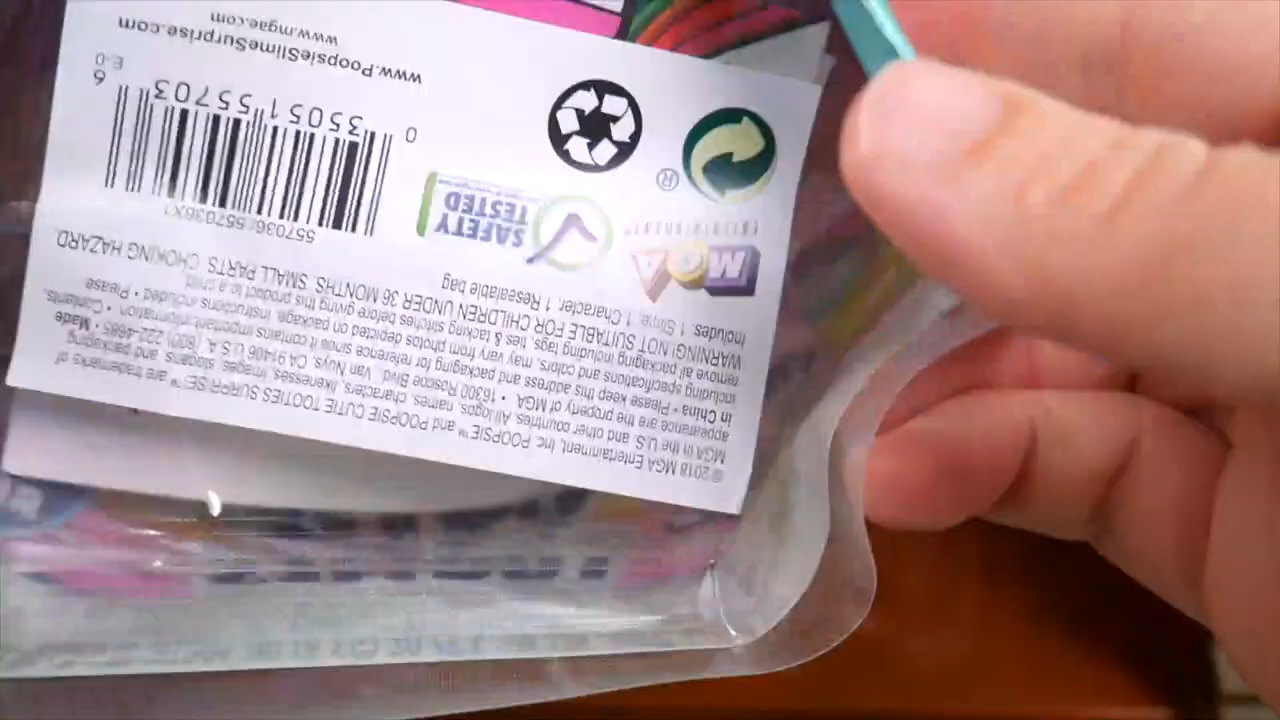 © 2018 MGA Entertainment, Inc. POOPSIE™ and POOPSIE CUTIE TOOTIES SURPRISE™ are trademarks of
MGA in the U.S. and other countries. All logos, names, characters, likenesses, images, slogans, and packaging
appearance are the property of MGA. • 16300 Roscoe Blvd. Van Nuys, CA 91406 U.S.A. (800) 222-4685 • Made
in China • Please keep this address and packaging for reference since it contains important information. • Contents,
including specifications and colors, may vary from photos depicted on package. Instructions included. • Please
remove all packaging including tags, ties & tacking stitches before giving this product to a child.
WARNING! NOT SUITABLE FOR CHILDREN UNDER 36 MONTHS. SMALL PARTS. CHOKING HAZARD.
Includes: 1 Slime, 1 Character, 1 Resealable bag
MGA
ENTERTAINMENT
SAFETY
TESTED
®
557036 557036X1
0 35051 55703 6
E-0
www.PoopsieSlimeSurprise.com
www.mgae.com